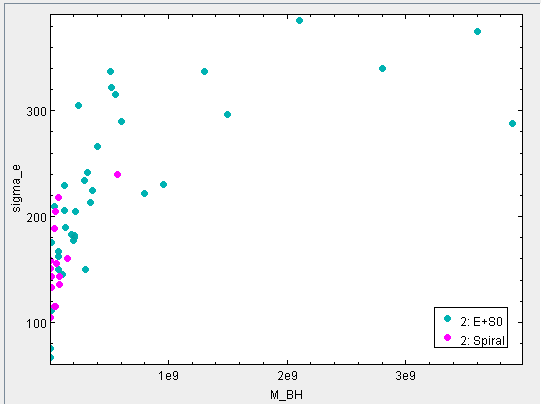 300
200
100
sigma_e
2: E+S0
2: Spiral
1e9 2e9 3e9
M_BH